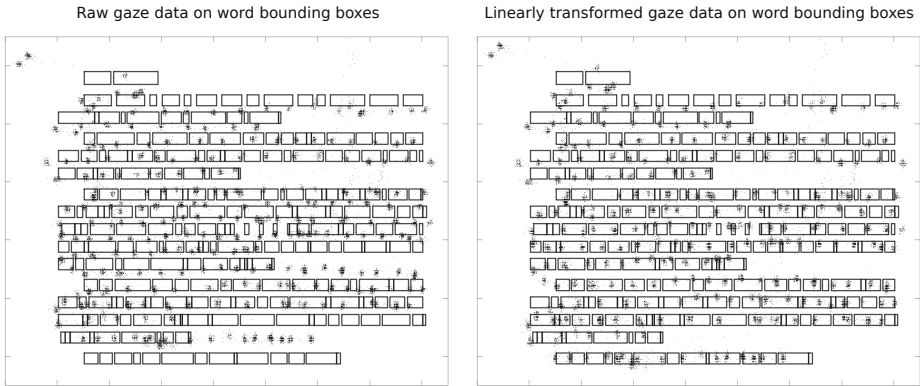 Raw gaze data on word bounding boxes
Linearly transformed gaze data on word bounding boxes